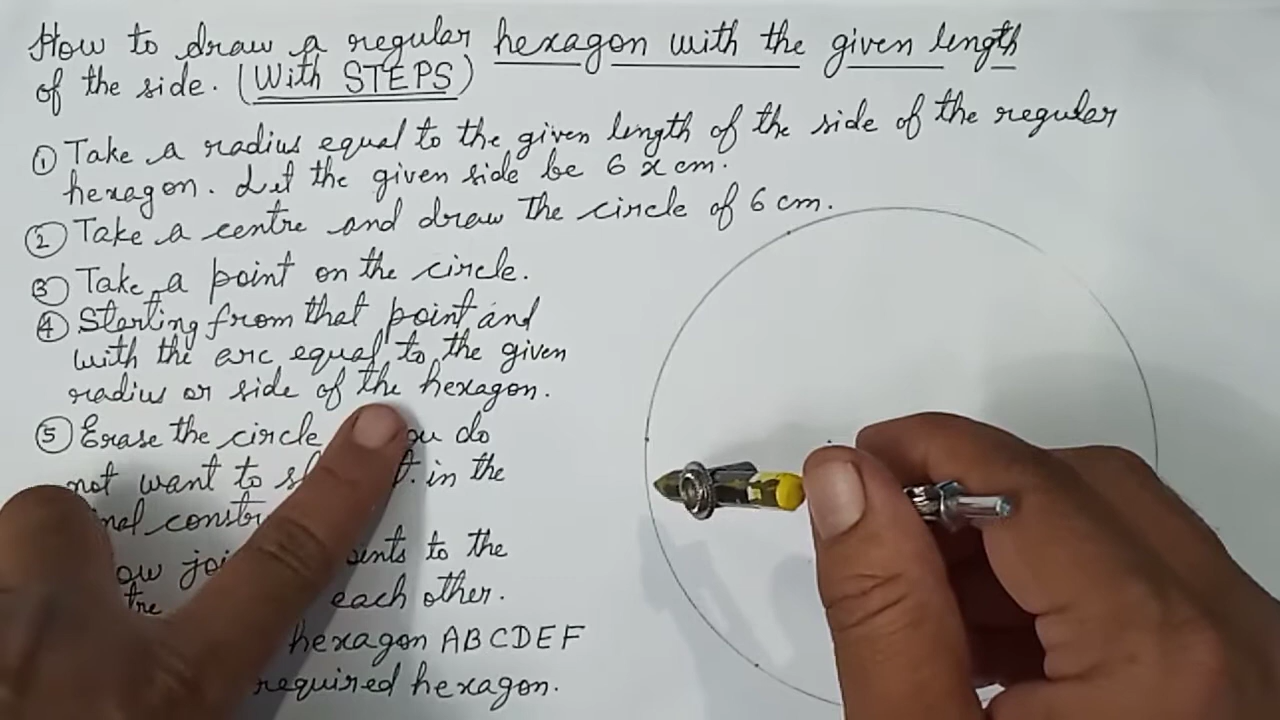 How to draw a regular hexagon with the given length
of the side. (With STEPS)
① Take a radius equal to the given length of the side of the regular
hexagon. Let the given side be 6 x cm.
② Take a centre and draw the circle of 6 cm.
③ Take a point on the circle.
④ Starting from that point and
with the arc equal to the given
radius or side of the hexagon.
⑤ Erase the circle do
not want to in the
to the
each other.
hexagon ABCDEF
required hexagon.